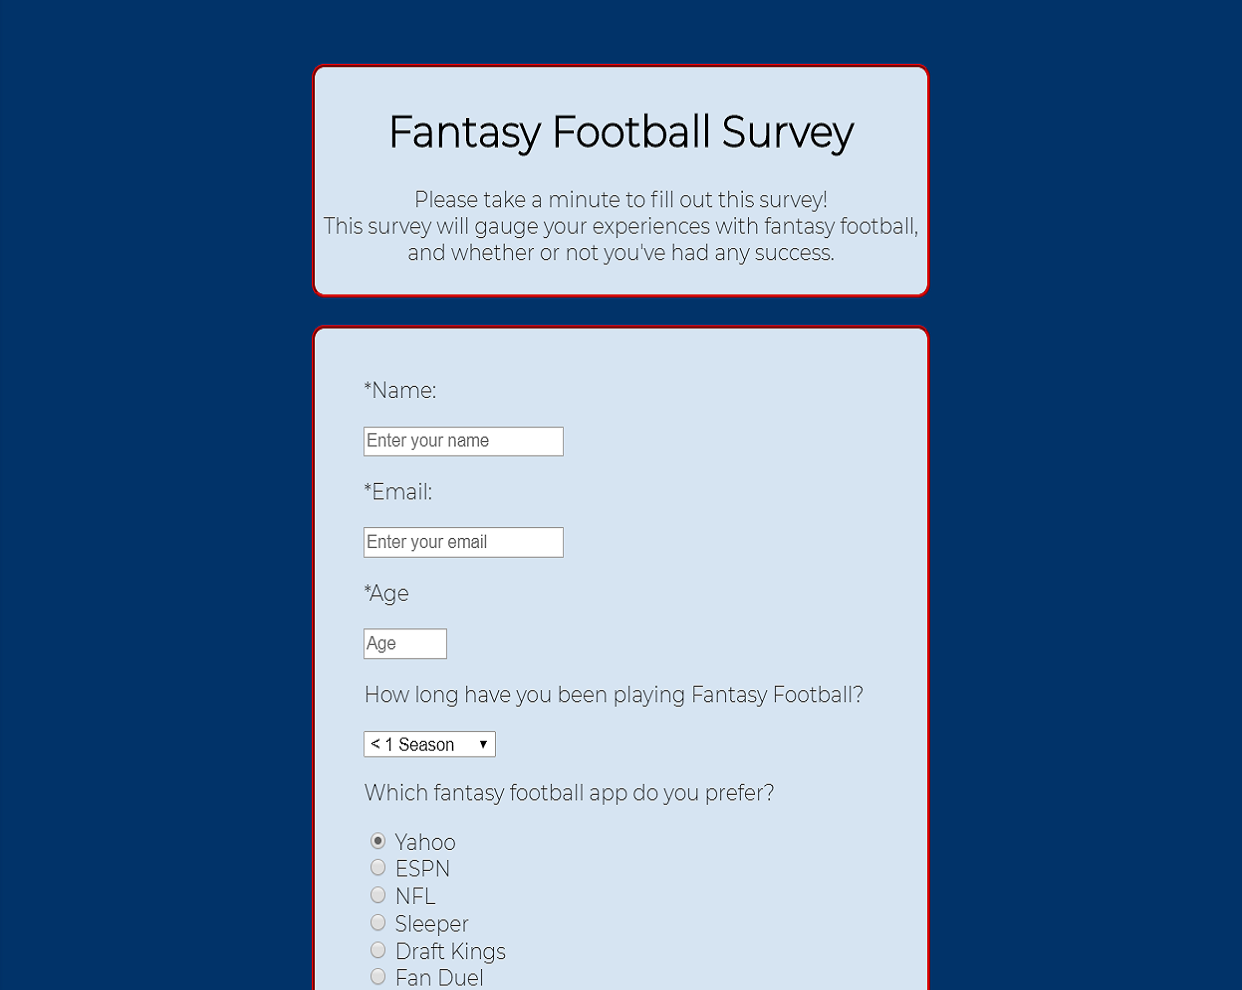 Fantasy Football Survey
Please take a minute to fill out this survey!
This survey will gauge your experiences with fantasy football,
and whether or not you've had any success.
*Name:
Enter your name
*Email:
Enter your email
*Age
Age
How long have you been playing Fantasy Football?
< 1 Season
Which fantasy football app do you prefer?
Yahoo
ESPN
NFL
Sleeper
Draft Kings
Fan Duel